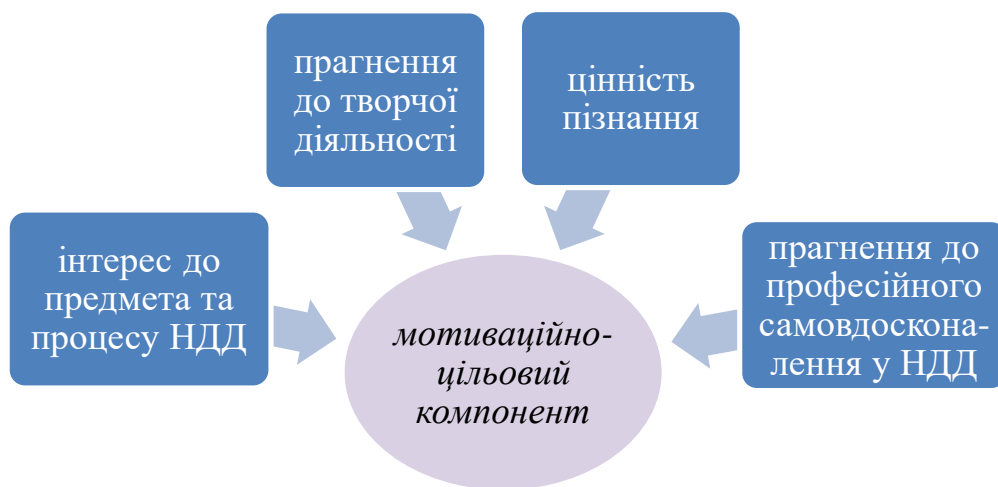 прагнення
до творчої
діяльності
цінність
пізнання
інтерес до
предмета та
процесу НДД
прагнення до
професійного
самовдоскона-
лення у НДД
мотиваційно-
цільовий
компонент